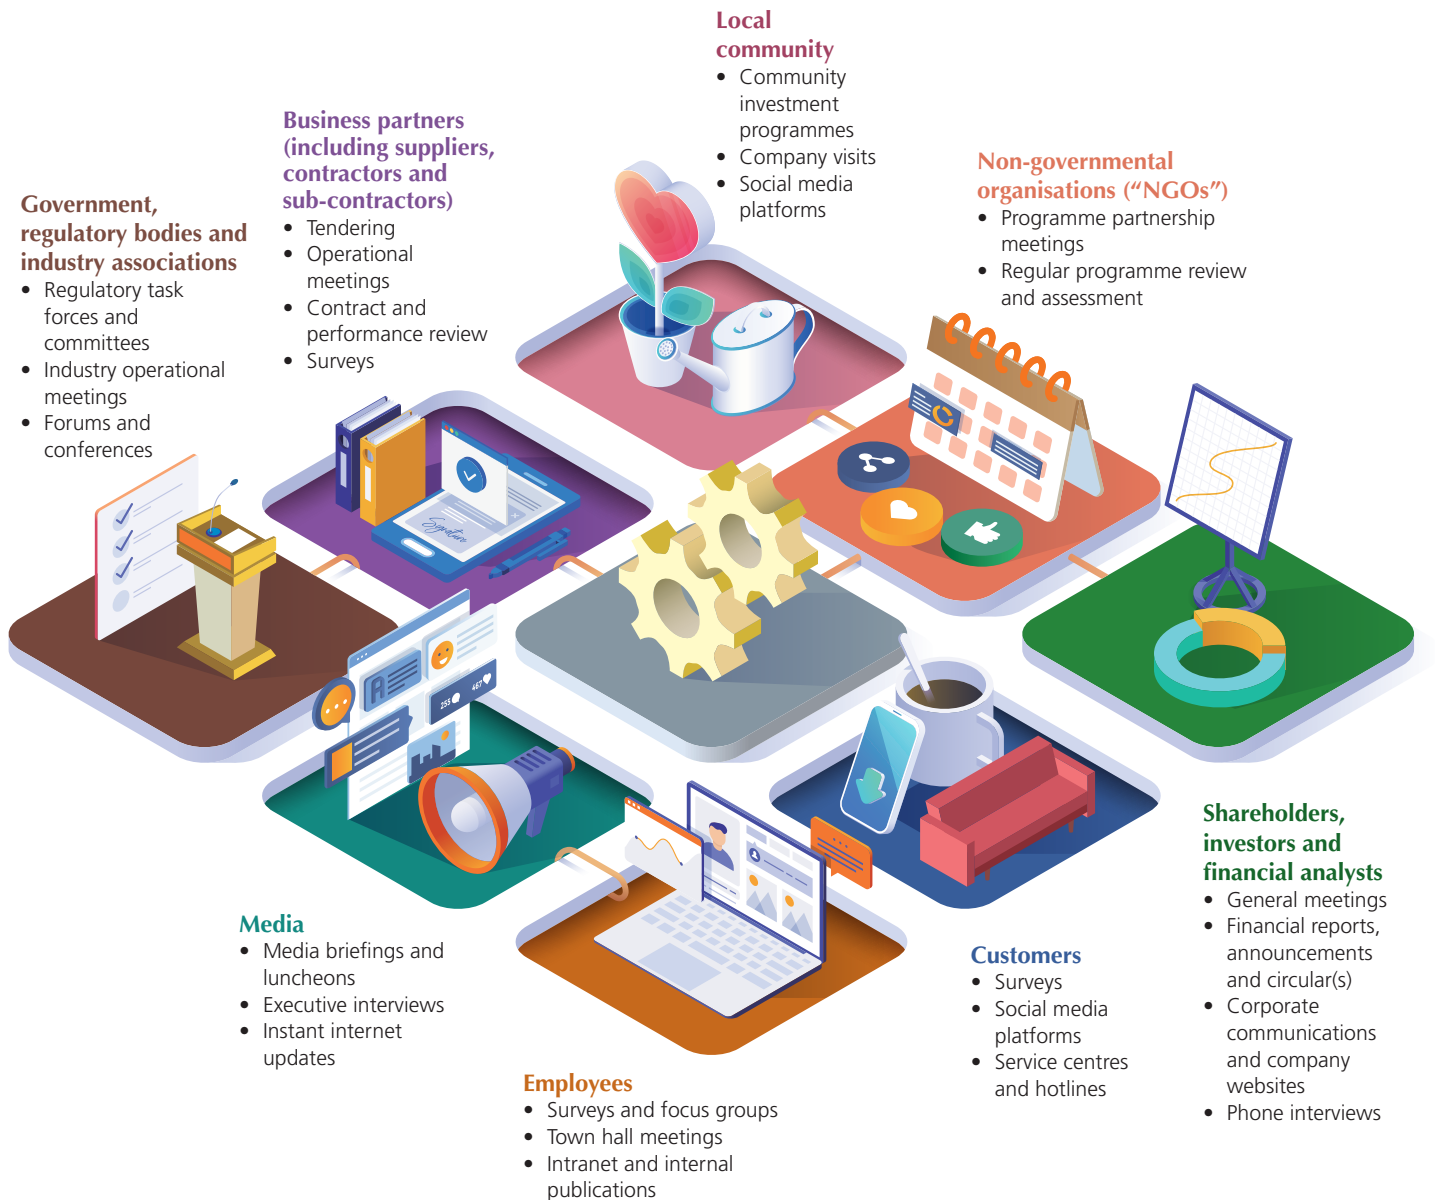 Local
community
• Community
investment
programmes
• Company visits
• Social media
platforms
Business partners
(including suppliers,
contractors and
sub-contractors)
• Tendering
• Operational
meetings
• Contract and
performance review
• Surveys
Non-governmental
organisations (“NGOs”)
• Programme partnership
meetings
• Regular programme review
and assessment
Government,
regulatory bodies and
industry associations
• Regulatory task
forces and
committees
• Industry operational
meetings
• Forums and
conferences
Signature
A
255
467
Shareholders,
investors and
financial analysts
• General meetings
• Financial reports,
announcements
and circular(s)
• Corporate
communications
and company
websites
• Phone interviews
Media
• Media briefings and
luncheons
• Executive interviews
• Instant internet
updates
Customers
• Surveys
• Social media
platforms
• Service centres
and hotlines
Employees
• Surveys and focus groups
• Town hall meetings
• Intranet and internal
publications